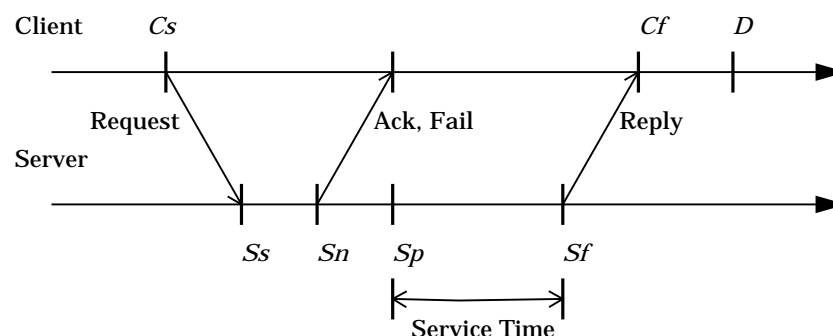 Client Cs Cf D
Request Ack, Fail Reply
Server
Ss Sn Sp Sf
Service Time